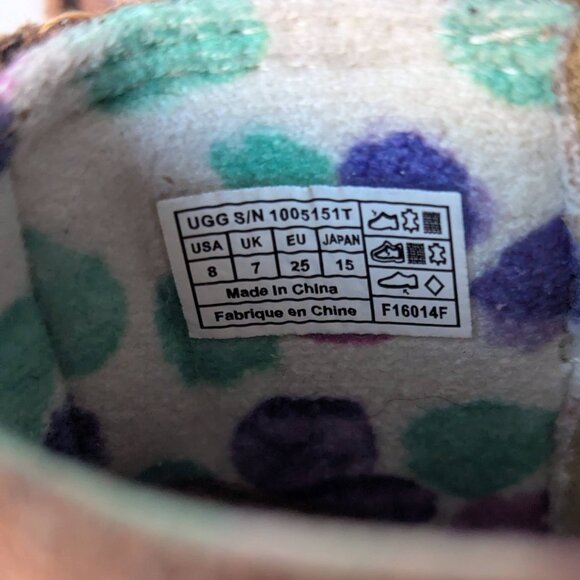 UGG S/N 1005151T
USA UK EU JAPAN
8 7 25 15
Made In China
Fabrique en Chine F16014F